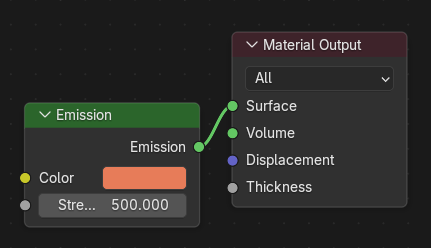 Material Output
All
Surface
Volume
Displacement
Thickness
Emission
Emission
Color
Stre... 500.000